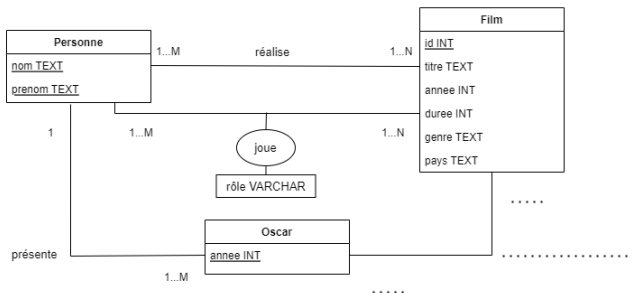 Film
Personne
id INT
1...M
réalise
1...N
nom TEXT
titre TEXT
prenom TEXT
annee INT
duree INT
1
1...M
1...N
genre TEXT
joue
pays TEXT
rôle VARCHAR
.....
Oscar
présente
annee INT
..................
1...M
.....